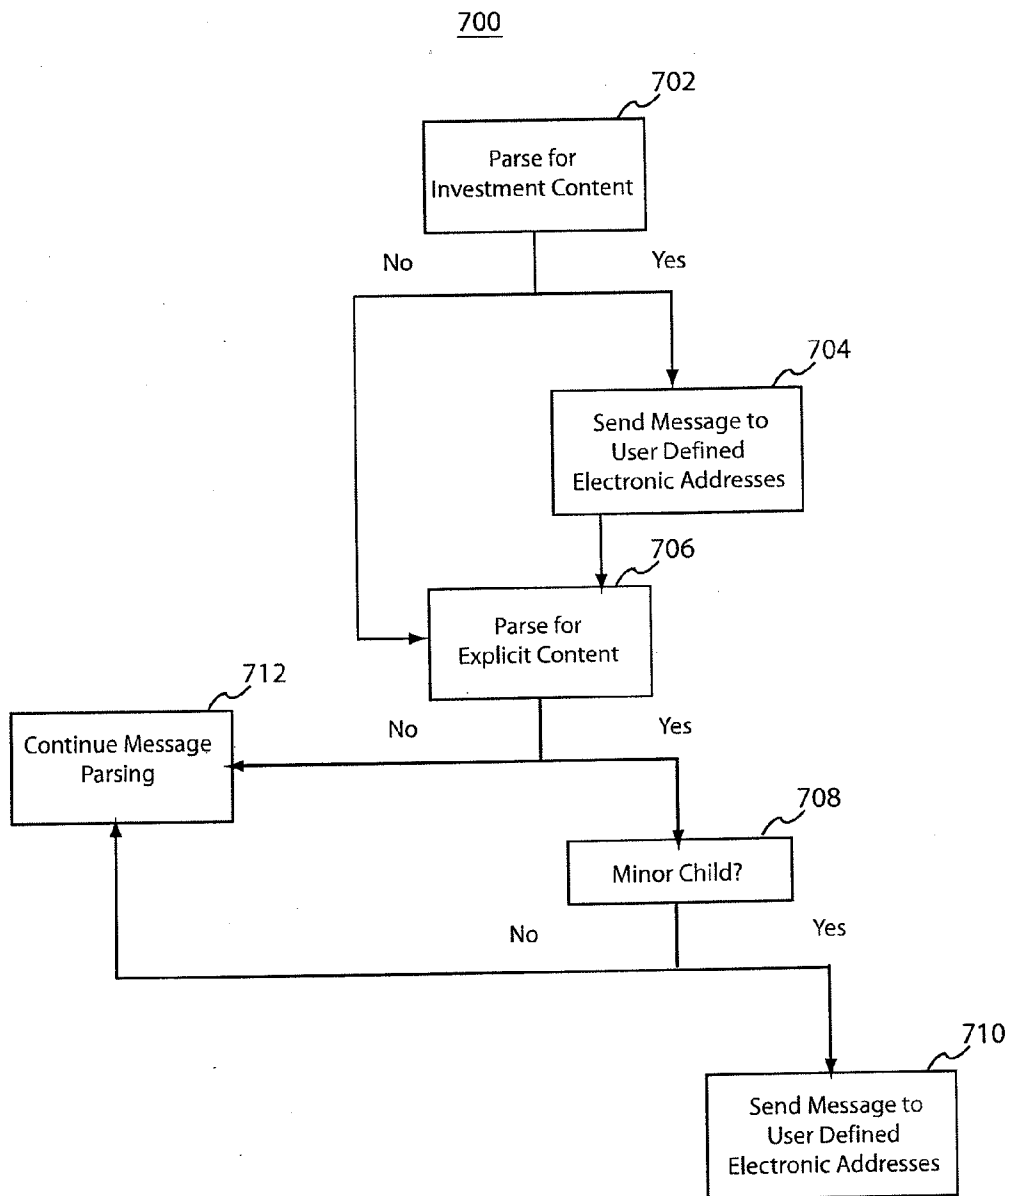 700
702
Parse for
Investment Content
No
Yes
704
Send Message to
User Defined
Electronic Addresses
706
Parse for
Explicit Content
712
Continue Message
Parsing
No
Yes
708
Minor Child?
No
Yes
710
Send Message to
User Defined
Electronic Addresses